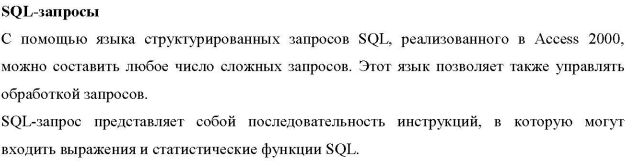 SQL-запросы
С помощью языка структурированных запросов SQL, реализованного в Access 2000,
можно составить любое число сложных запросов. Этот язык позволяет также управлять
обработкой запросов.
SQL-запрос представляет собой последовательность инструкций, в которую могут
входить выражения и статистические функции SQL.